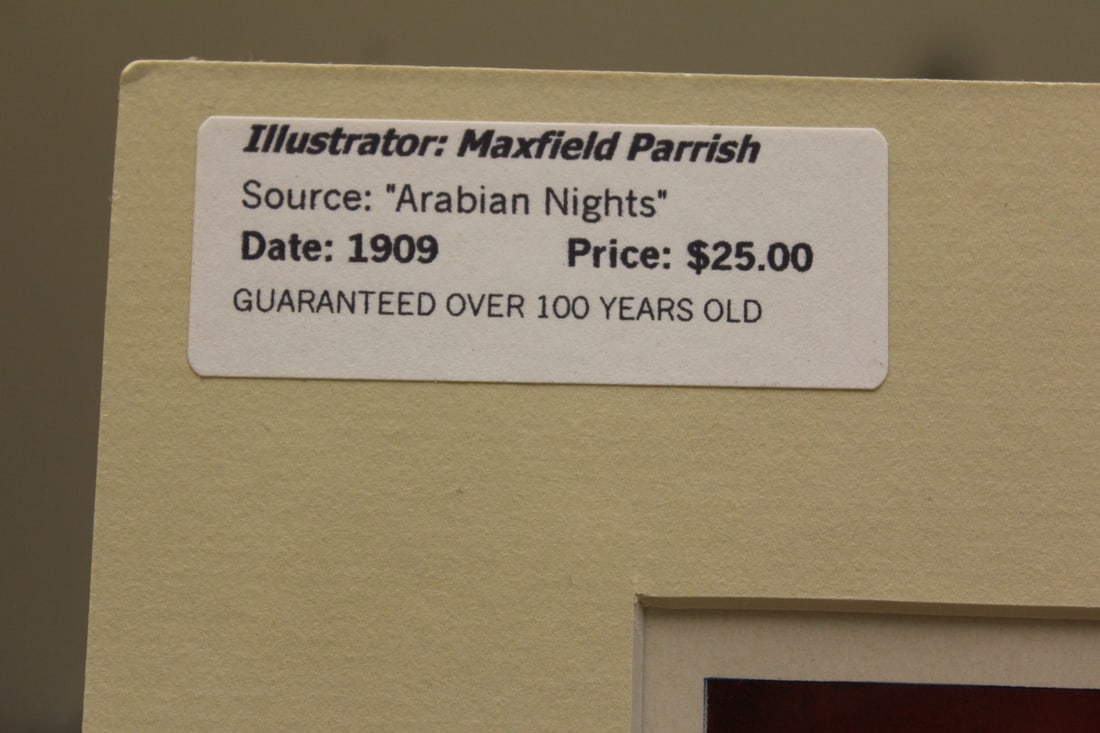 Illustrator: Maxfield Parrish
Source: "Arabian Nights"
Date: 1909 Price: $25.00
GUARANTEED OVER 100 YEARS OLD